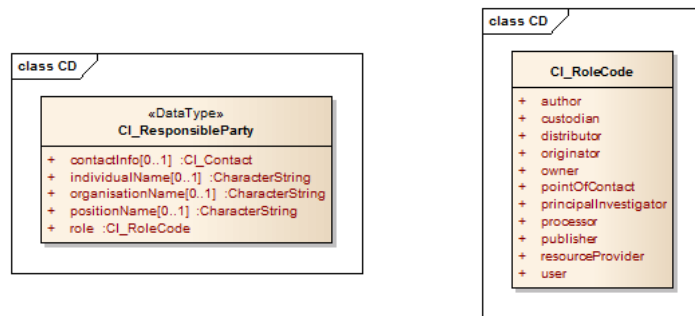 class CD
«DataType»
CI_ResponsibleParty
+ contactInfo[0..1] :CI_Contact
+ individualName[0..1] :CharacterString
+ organisationName[0..1] :CharacterString
+ positionName[0..1] :CharacterString
+ role :CI_RoleCode
class CD
CI_RoleCode
+ author
+ custodian
+ distributor
+ originator
+ owner
+ pointOfContact
+ principalInvestigator
+ processor
+ publisher
+ resourceProvider
+ user